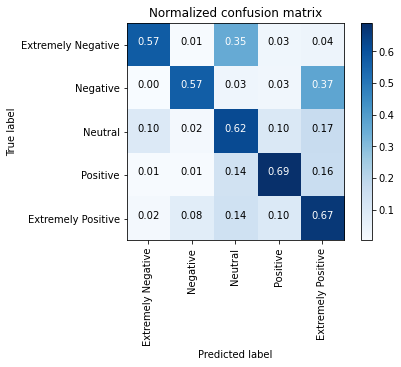 Normalized confusion matrix
True label
Extremely Negative 0.57 0.01 0.35 0.03 0.04
Negative 0.00 0.57 0.03 0.03 0.37
Neutral 0.10 0.02 0.62 0.10 0.17
Positive 0.01 0.01 0.14 0.69 0.16
Extremely Positive 0.02 0.08 0.14 0.10 0.67
Extremely Negative
Negative
Neutral
Positive
Extremely Positive
Predicted label
0.6
0.5
0.4
0.3
0.2
0.1